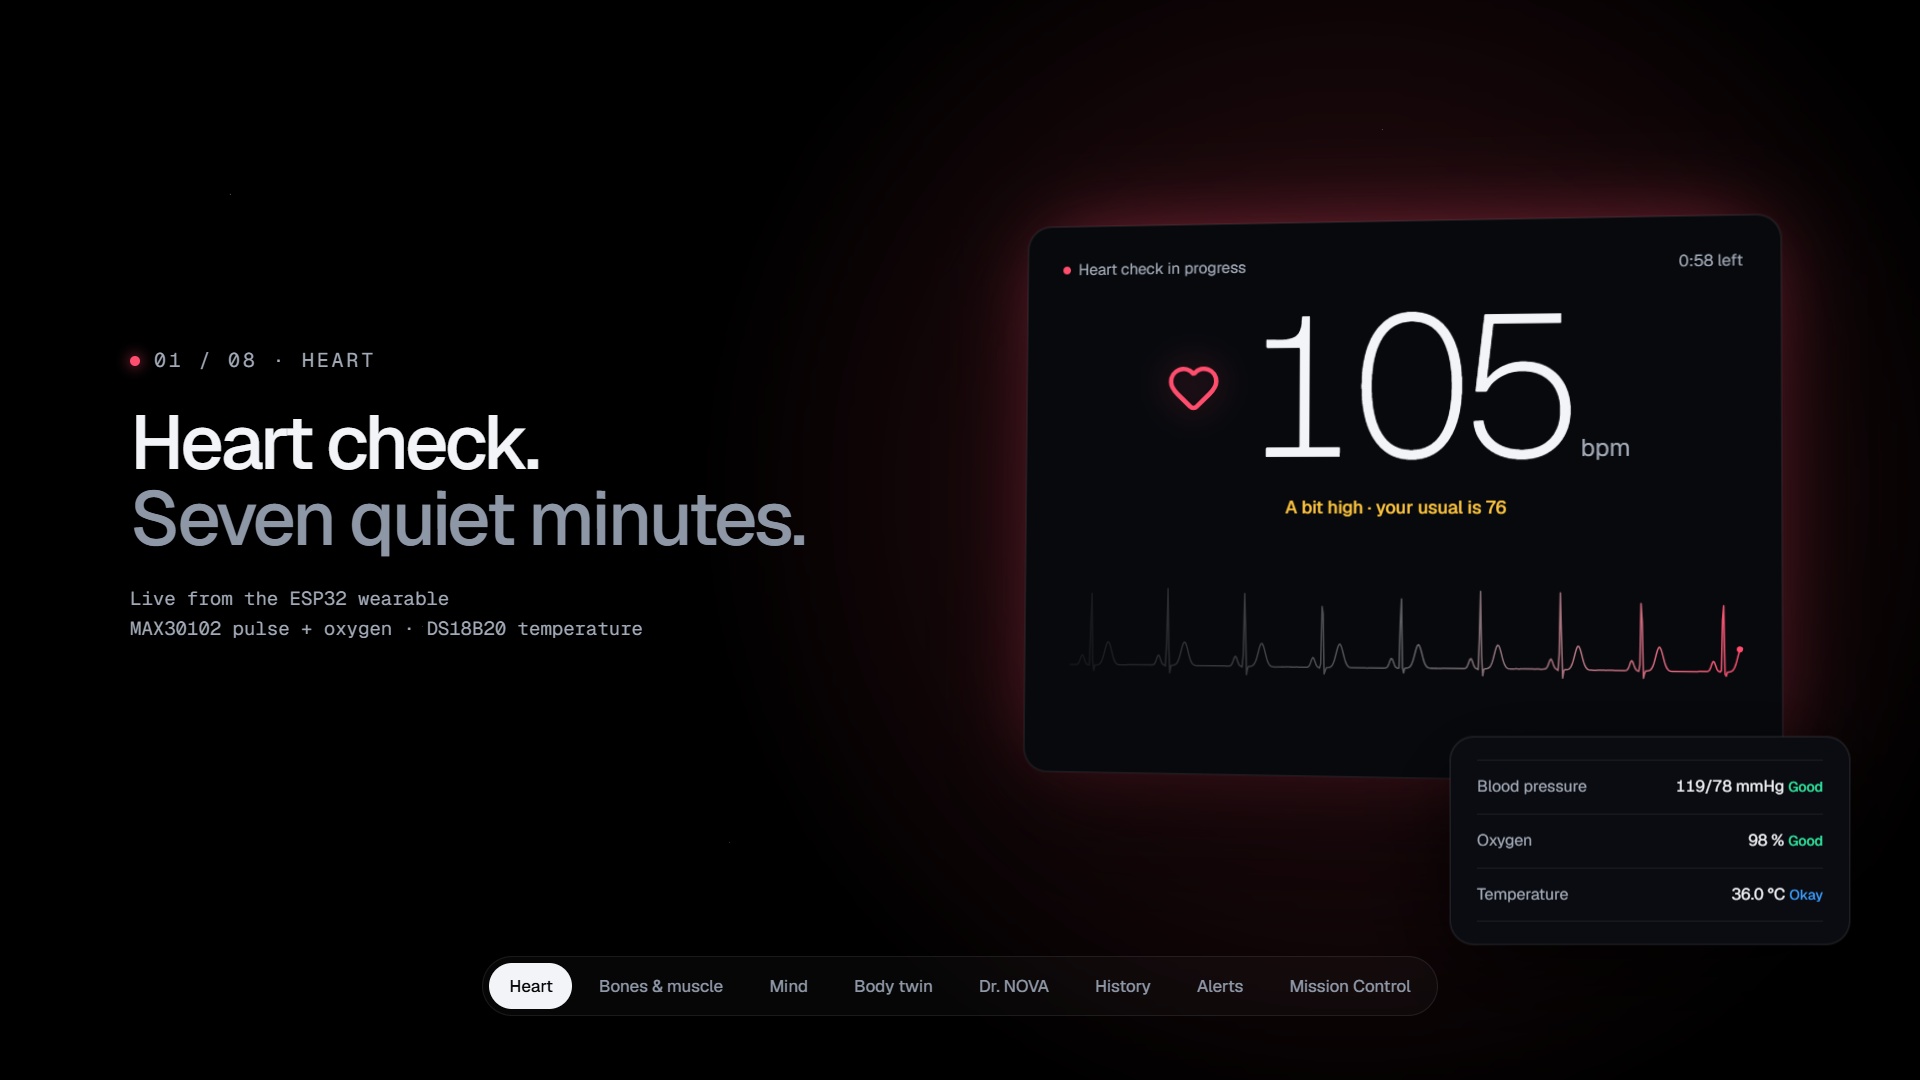 01 / 08 · HEART
Heart check.
Seven quiet minutes.
Live from the ESP32 wearable
MAX30102 pulse + oxygen · DS18B20 temperature
Heart check in progress
0:58 left
105 bpm
A bit high · your usual is 76
Blood pressure 119/78 mmHg Good
Oxygen 98 % Good
Temperature 36.0 °C Okay
Heart Bones & muscle Mind Body twin Dr. NOVA History Alerts Mission Control